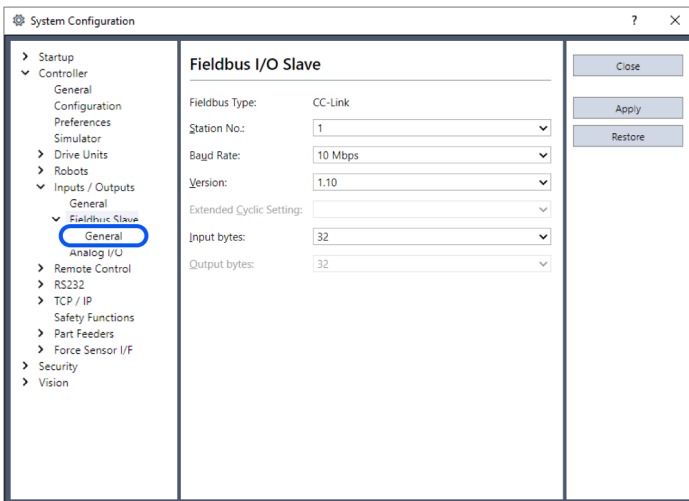 System Configuration
?
Startup
Controller
General
Configuration
Preferences
Simulator
Drive Units
Robots
Inputs / Outputs
General
Fieldbus Slave
General
Analog I/O
Remote Control
RS232
TCP / IP
Safety Functions
Part Feeders
Force Sensor I/F
Security
Vision
Fieldbus I/O Slave
Fieldbus Type: CC-Link
Station No.: 1
Baud Rate: 10 Mbps
Version: 1.10
Extended Cyclic Setting:
Input bytes: 32
Output bytes: 32
Close
Apply
Restore